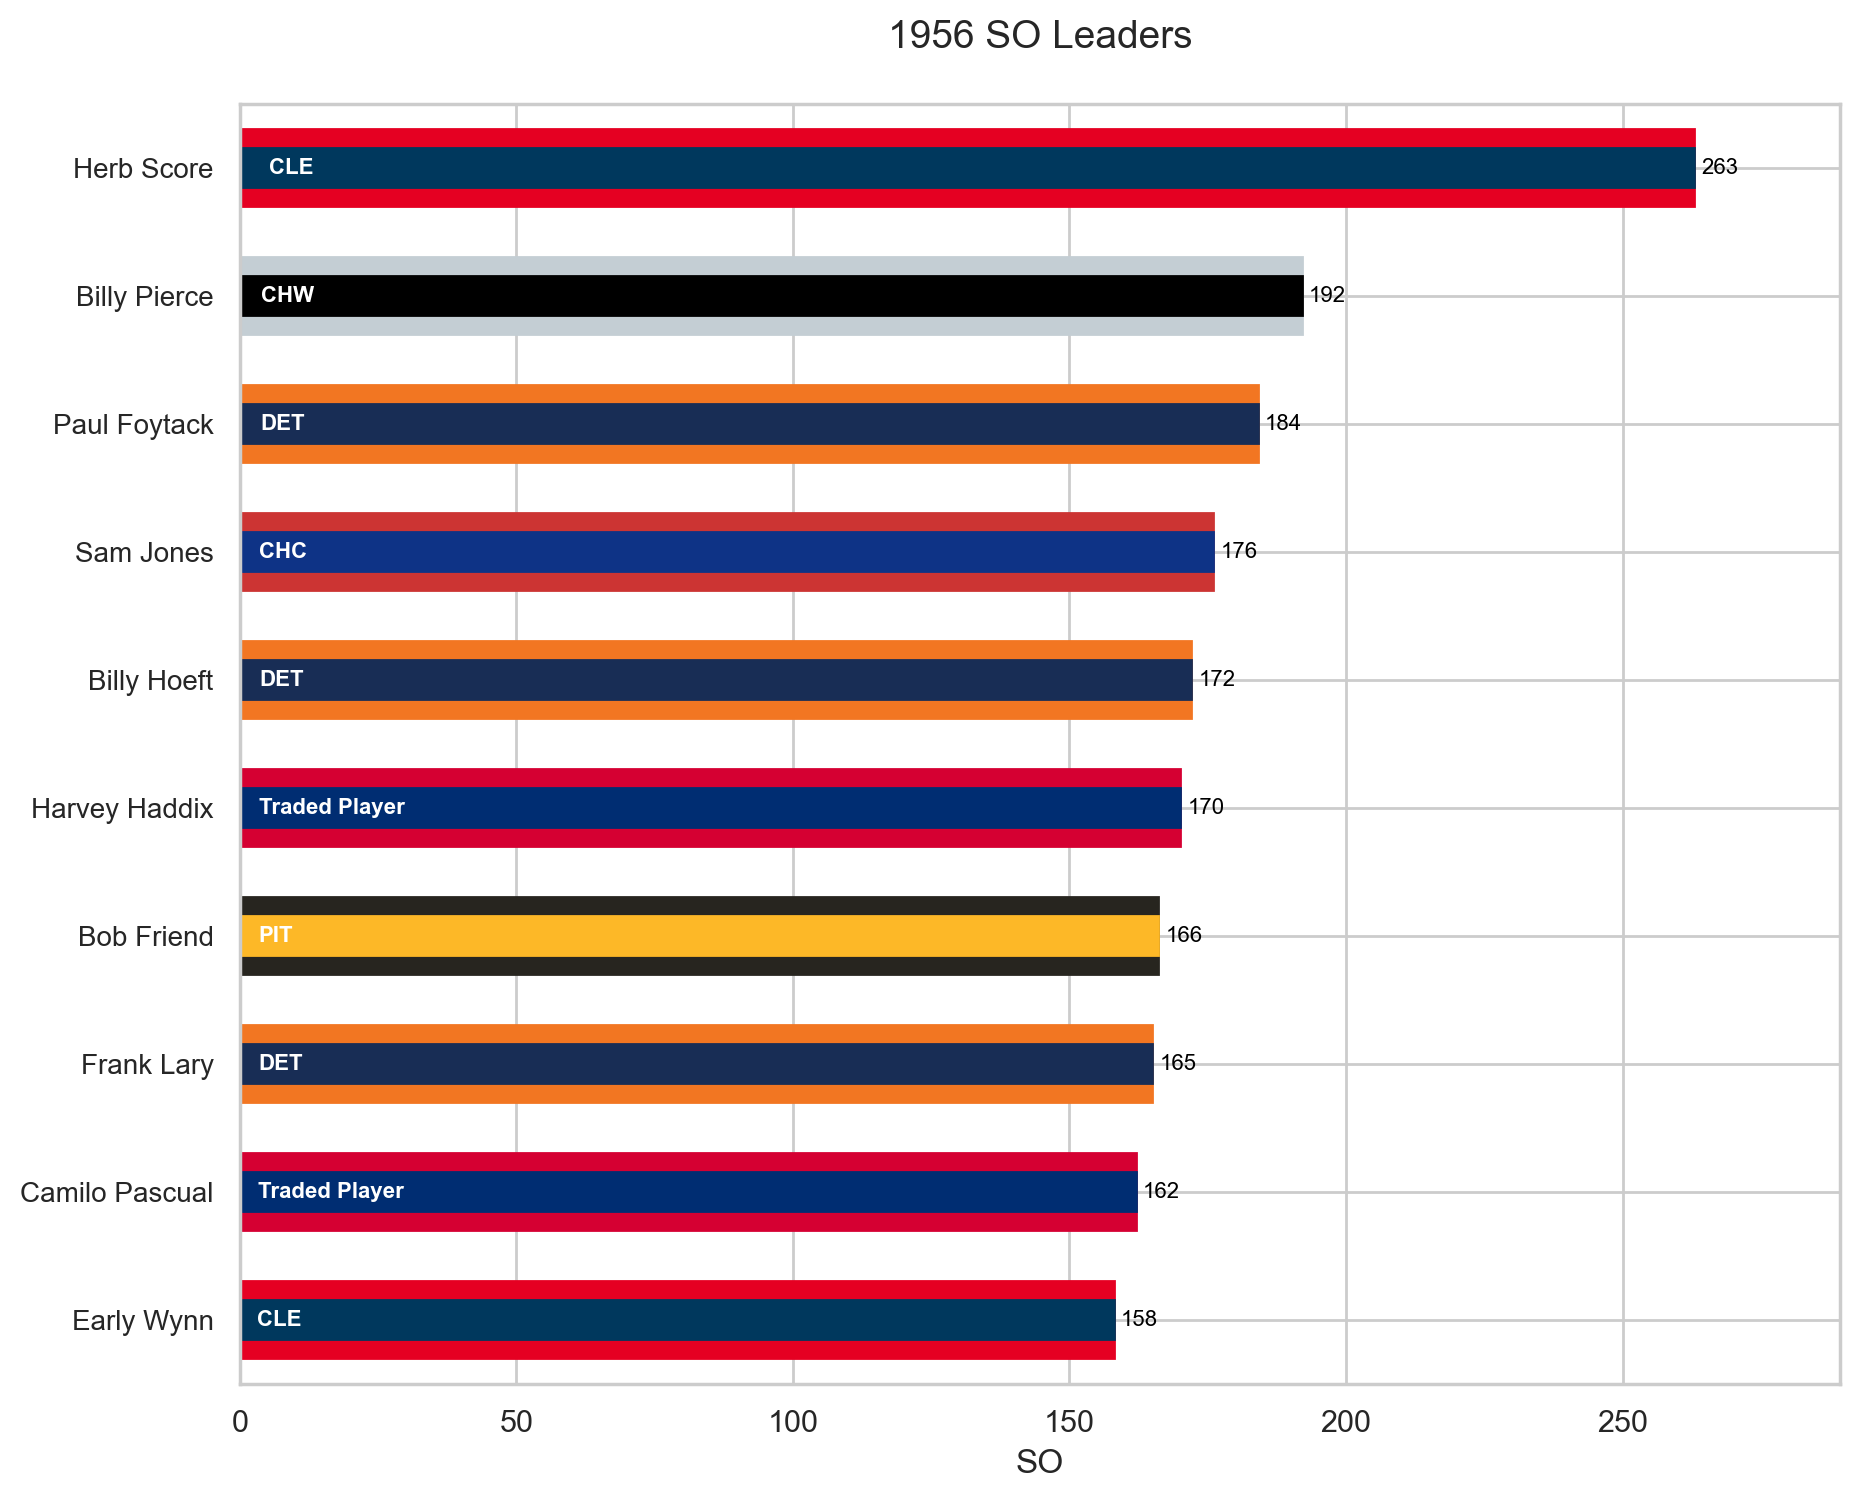 1956 SO Leaders
Herb Score CLE 263
Billy Pierce CHW 192
Paul Foytack DET 184
Sam Jones CHC 176
Billy Hoeft DET 172
Harvey Haddix Traded Player 170
Bob Friend PIT 166
Frank Lary DET 165
Camilo Pascual Traded Player 162
Early Wynn CLE 158
0 50 100 150 200 250
SO